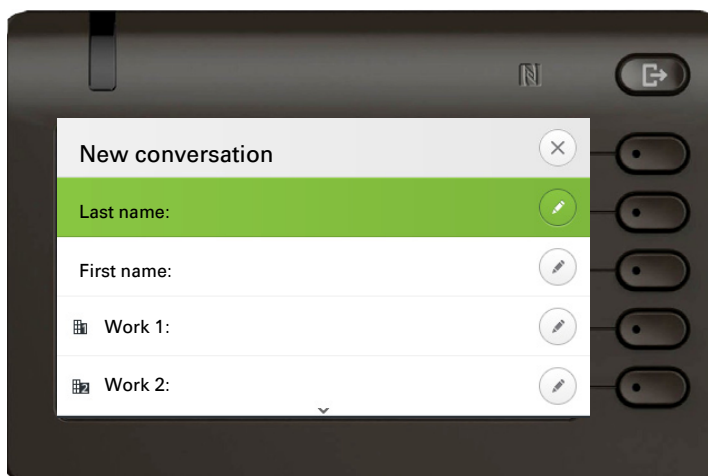 New conversation
Last name:
First name:
Work 1:
Work 2: